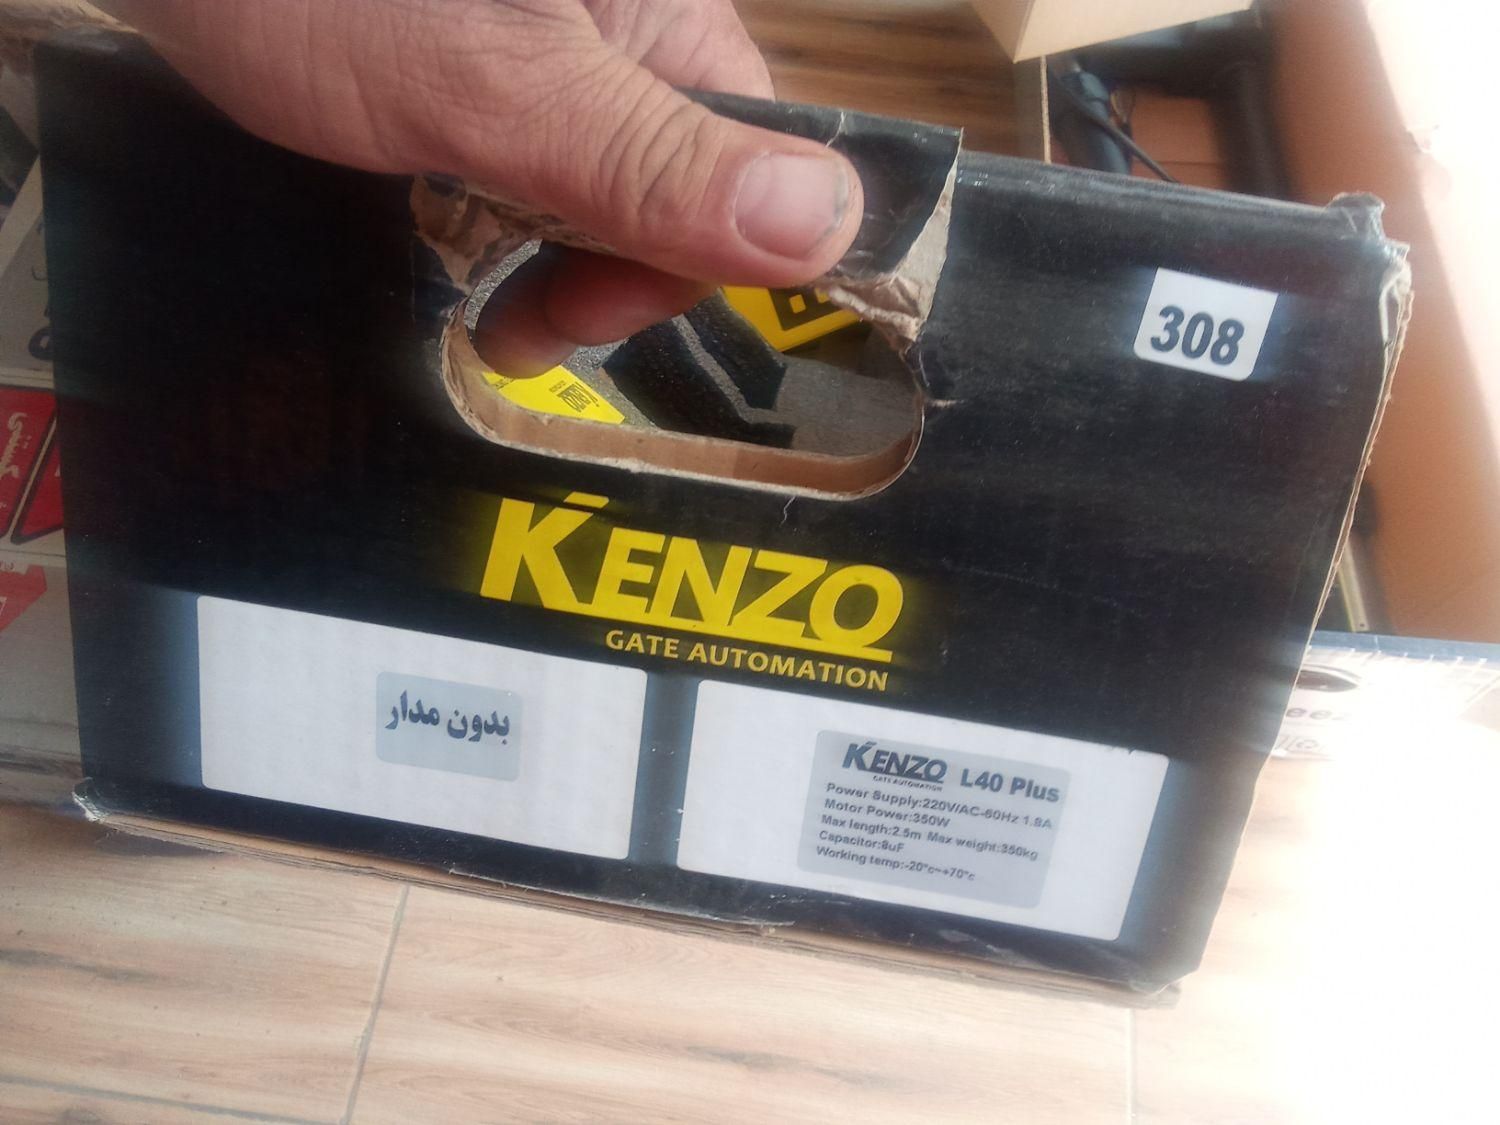 308
KENZO
GATE AUTOMATION
بدون مدار
KENZO L40 Plus
GATE AUTOMATION
Power Supply:220V/AC-60Hz 1.8A
Motor Power:350W
Max length:2.5m Max weight:350kg
Capacitor:8uF
Working temp:-20°c~+70°c
KENZO